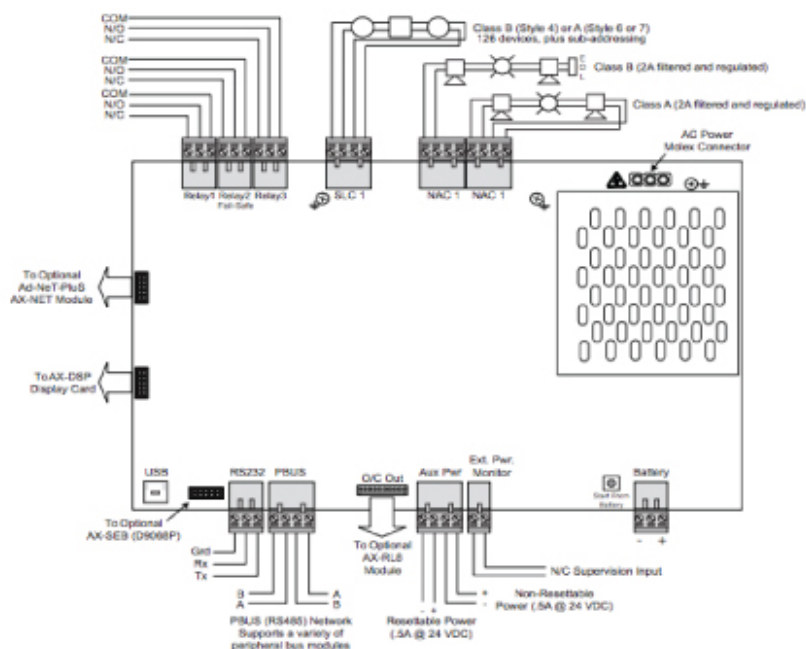 COM
N/O
N/C
COM
N/O
N/C
COM
N/O
N/C
Class B (Style 4) or A (Style 6 or 7)
126 devices, plus sub-addressing
E
O
L
Class B (2A filtered and regulated)
Class A (2A filtered and regulated)
AC Power
Molex Connector
Relay1 Relay2 Relay3
Fail-Safe
SLC 1
NAC 1 NAC 1
To Optional
Ad-NeT-PluS
AX-NET Module
To AX-DSP
Display Card
USB
RS232
PBUS
O/C Out
Aux Pwr
Ext. Pwr.
Monitor
Start From
Battery
Battery
- +
To Optional
AX-SEB (D9068P)
Grd
Rx
Tx
B
A
A
B
PBUS (RS485) Network
Supports a variety of
peripheral bus modules
To Optional
AX-RL8
Module
- +
Resettable Power
(.5A @ 24 VDC)
N/C Supervision Input
+ Non-Resettable
- Power (.5A @ 24 VDC)